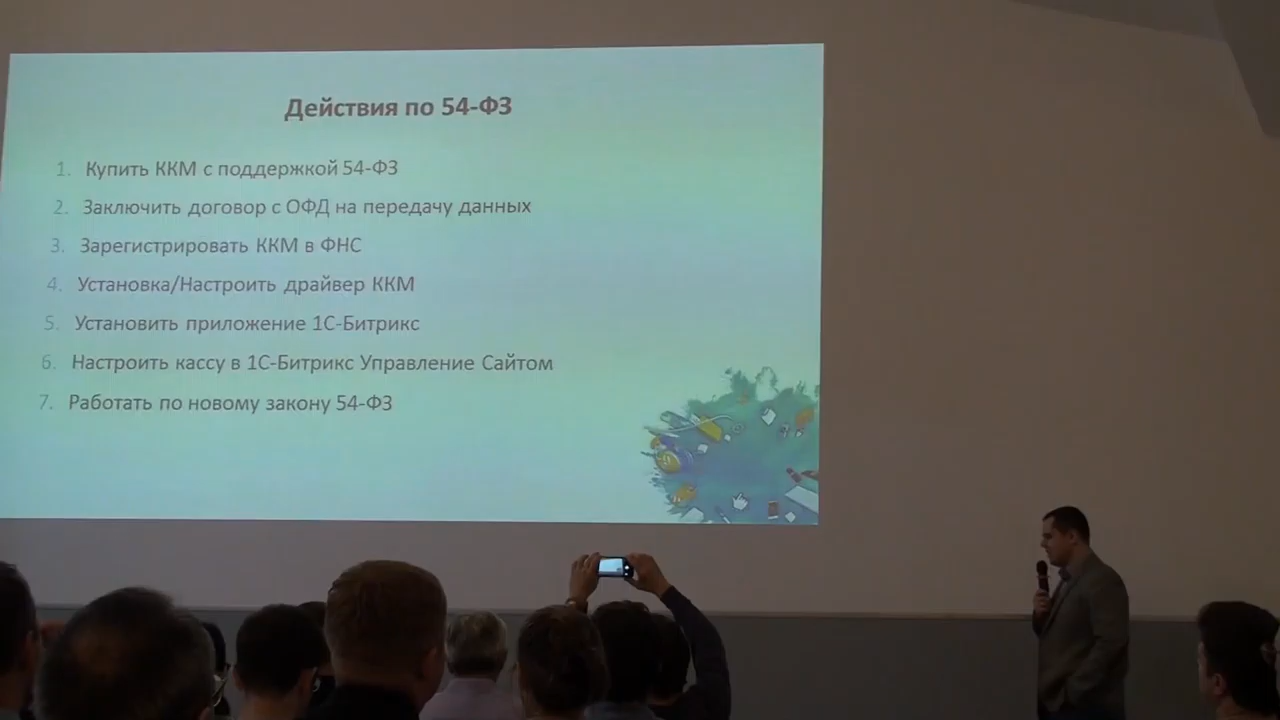 Действия по 54-ФЗ
1. Купить ККМ с поддержкой 54-ФЗ
2. Заключить договор с ОФД на передачу данных
3. Зарегистрировать ККМ в ФНС
4. Установка/Настроить драйвер ККМ
5. Установить приложение 1С-Битрикс
6. Настроить кассу в 1С-Битрикс Управление Сайтом
7. Работать по новому закону 54-ФЗ